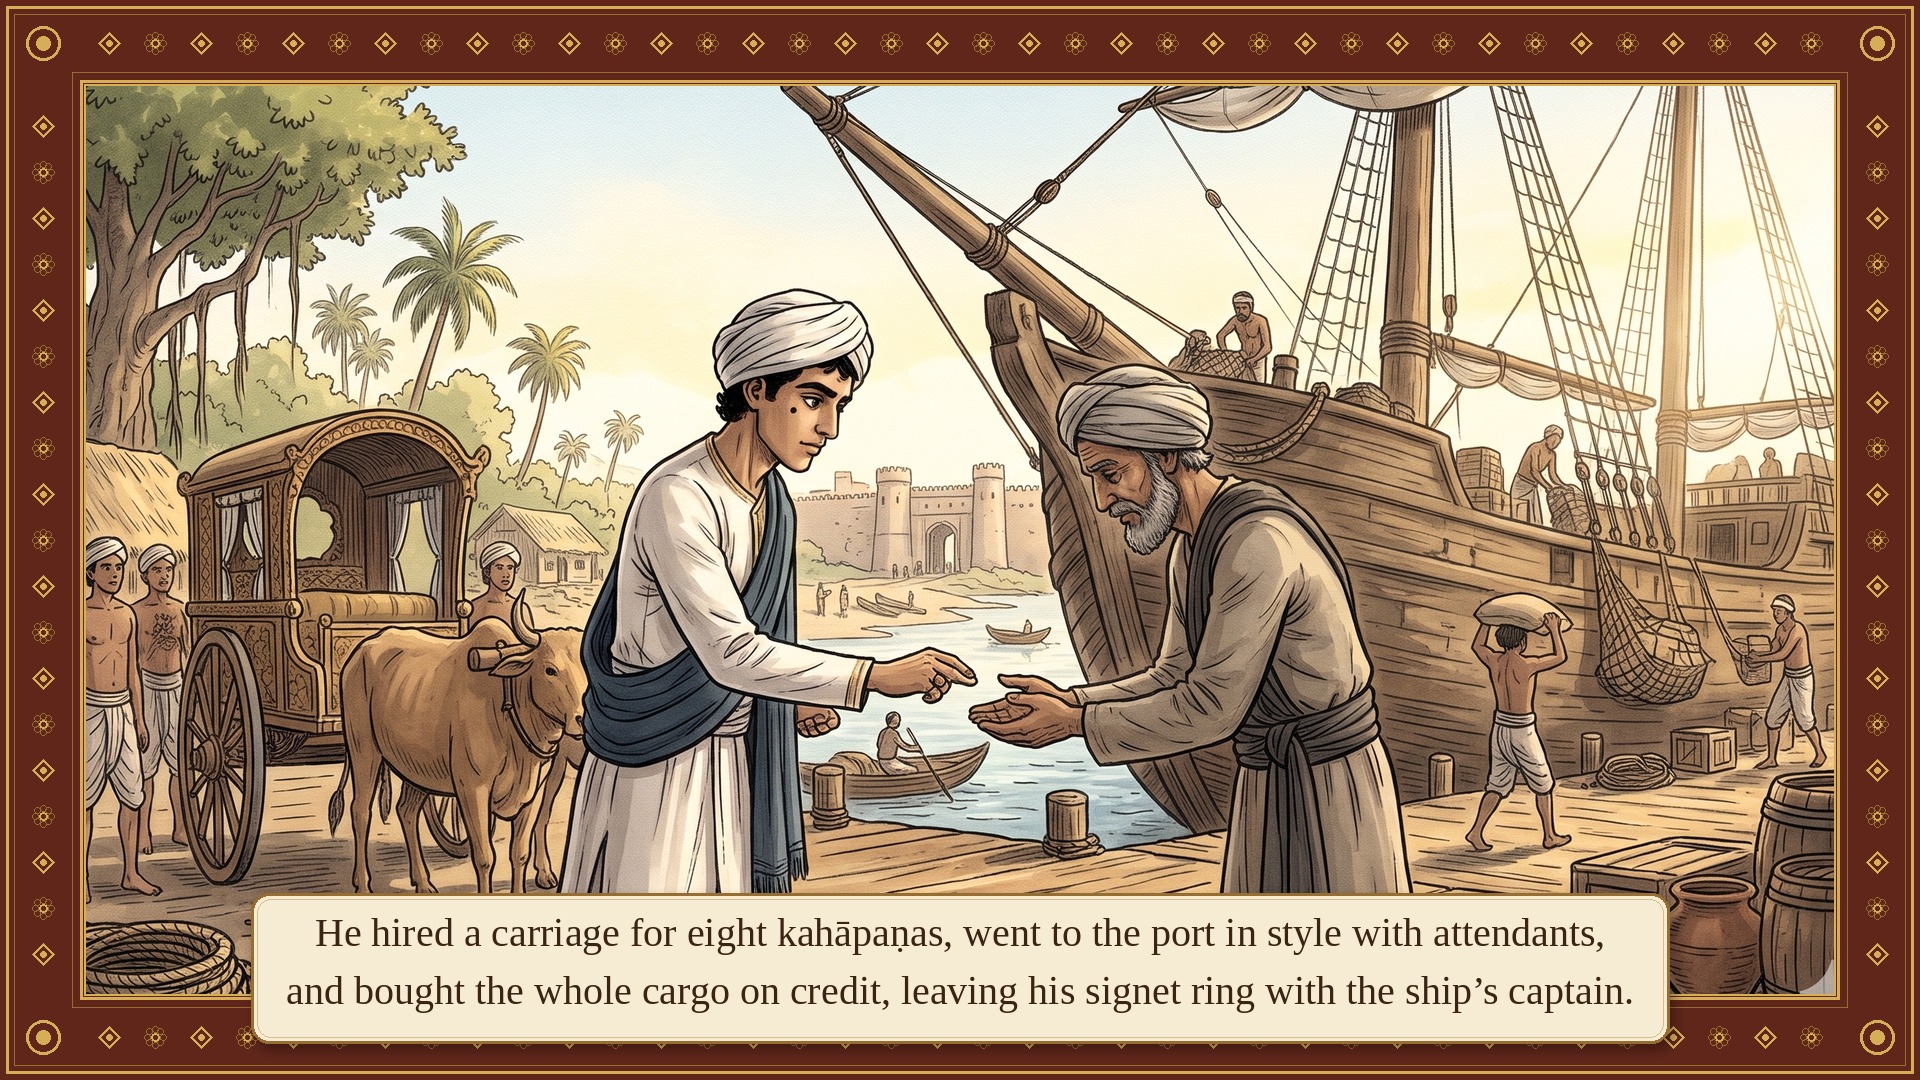 He hired a carriage for eight kahāpaṇas, went to the port in style with attendants,
and bought the whole cargo on credit, leaving his signet ring with the ship’s captain.